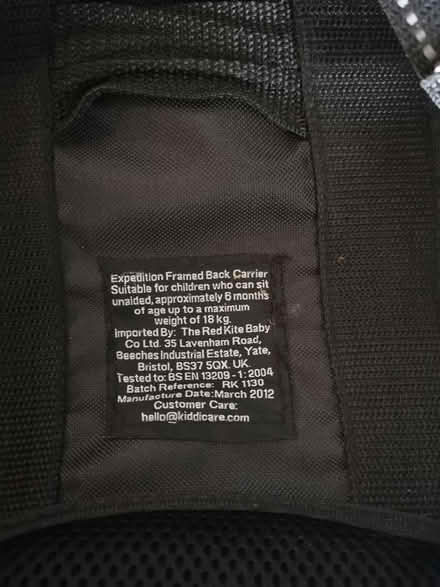 Expedition Framed Back Carrier
Suitable for children who can sit
unaided, approximately 6 months
of age up to a maximum
weight of 18 kg.
Imported By: The Red Kite Baby
Co Ltd. 35 Lavenham Road,
Beeches Industrial Estate, Yate,
Bristol, BS37 5QX. UK.
Tested to: BS EN 13209 - 1: 2004
Batch Reference: RK 1130
Manufacture Date: March 2012
Customer Care:
hello@kiddicare.com